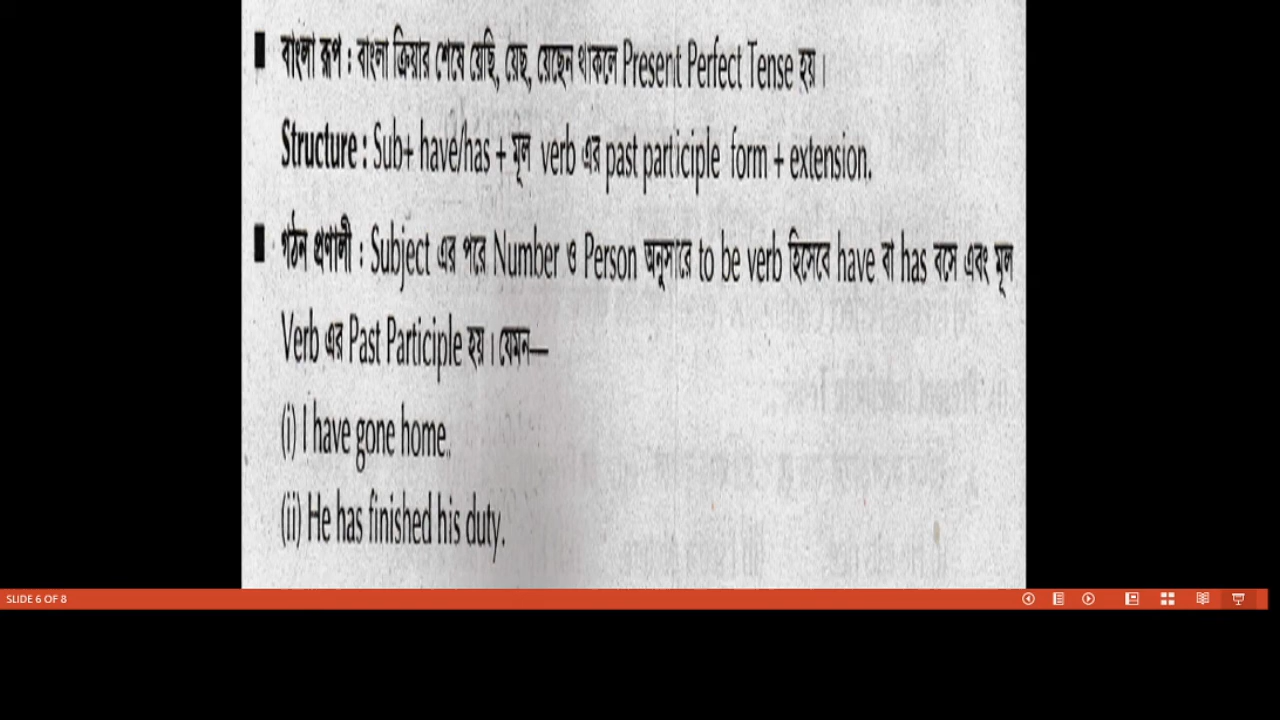 বাংলা রূপ : বাংলা ক্রিয়ার শেষে য়েছি, য়েছ, য়েছেন থাকলে Present Perfect Tense হয়।
Structure : Sub+ have/has + মূল verb এর past participle form + extension.
গঠন প্রণালী : Subject এর পরে Number ও Person অনুসারে to be verb হিসেবে have বা has বসে এবং মূল
Verb এর Past Participle হয়। যেমন—
(i) I have gone home.
(ii) He has finished his duty.
SLIDE 6 OF 8